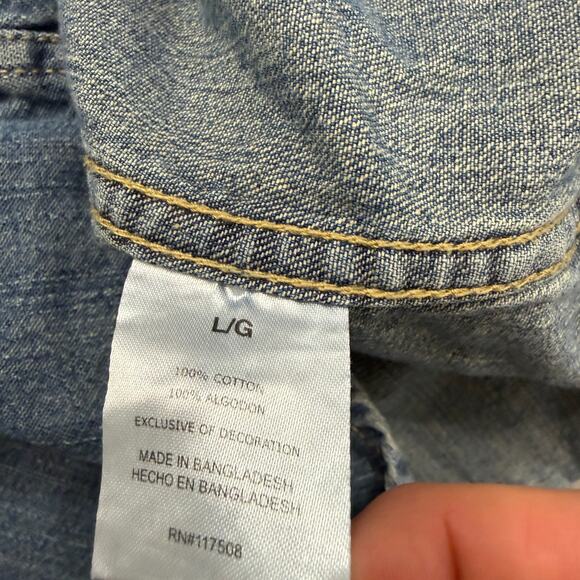 L/G
100% COTTON
100% ALGODON
EXCLUSIVE OF DECORATION
MADE IN BANGLADESH
HECHO EN BANGLADESH
RN#117508